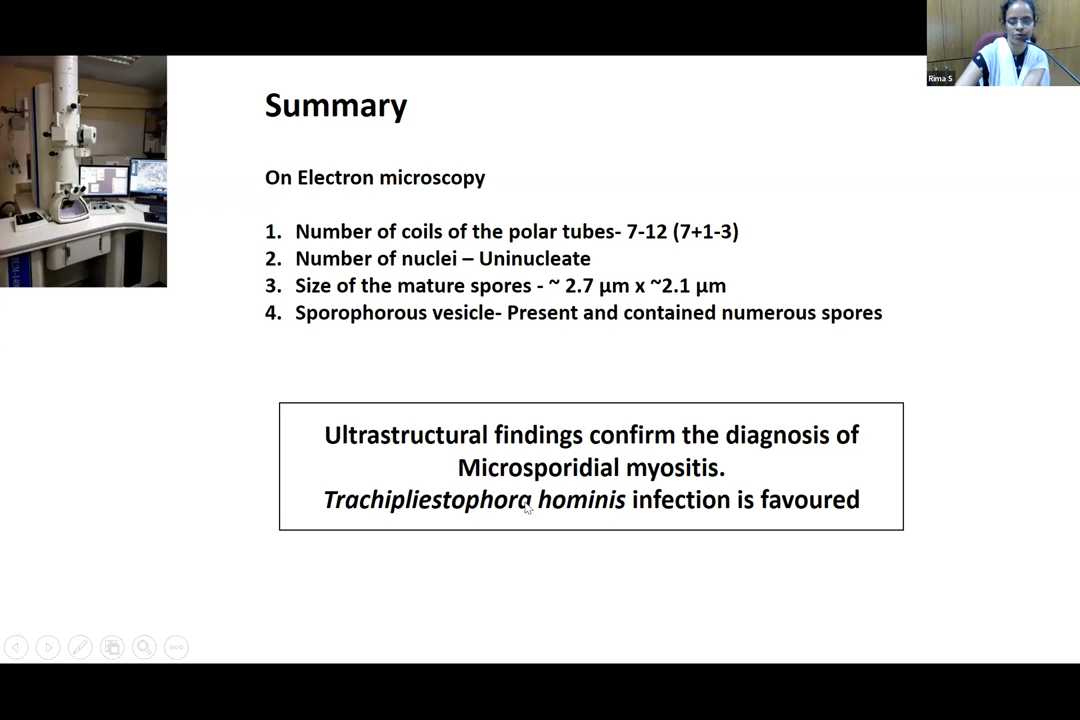 Rima S
Summary
On Electron microscopy
1. Number of coils of the polar tubes- 7-12 (7+1-3)
2. Number of nuclei – Uninucleate
3. Size of the mature spores - ~ 2.7 μm x ~2.1 μm
4. Sporophorous vesicle- Present and contained numerous spores
Ultrastructural findings confirm the diagnosis of
Microsporidial myositis.
Trachipliestophora hominis infection is favoured